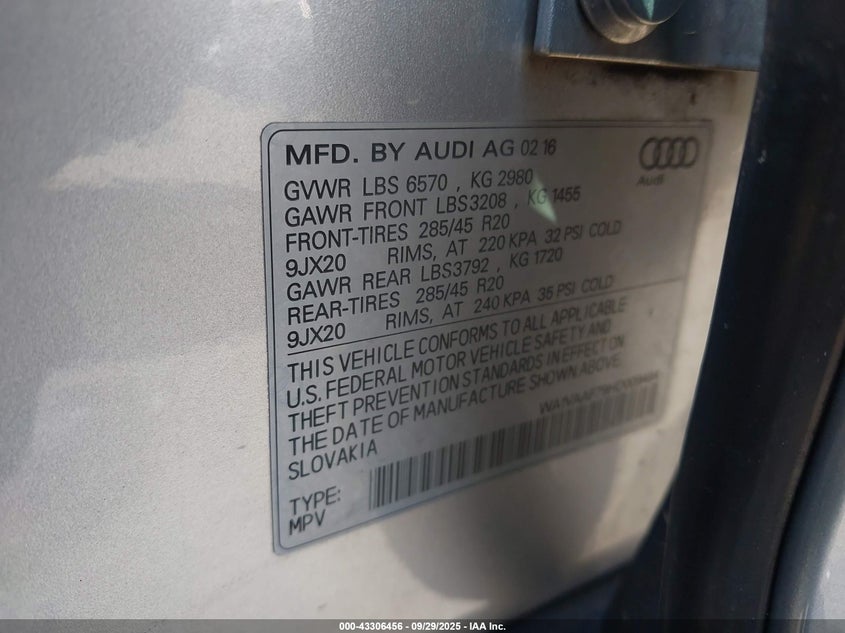 MFD. BY AUDI AG 02 16
Audi
GVWR LBS 6570 , KG 2980
GAWR FRONT LBS3208 , KG 1455
FRONT-TIRES 285/45 R20
9JX20 RIMS, AT 220 KPA 32 PSI COLD
GAWR REAR LBS3792 , KG 1720
REAR-TIRES 285/45 R20
9JX20 RIMS, AT 240 KPA 35 PSI COLD
THIS VEHICLE CONFORMS TO ALL APPLICABLE
U.S. FEDERAL MOTOR VEHICLE SAFETY AND
THEFT PREVENTION STANDARDS IN EFFECT ON
THE DATE OF MANUFACTURE SHOWN ABOVE.
SLOVAKIA
TYPE:
MPV
000-43306456 - 09/29/2025 - IAA Inc.